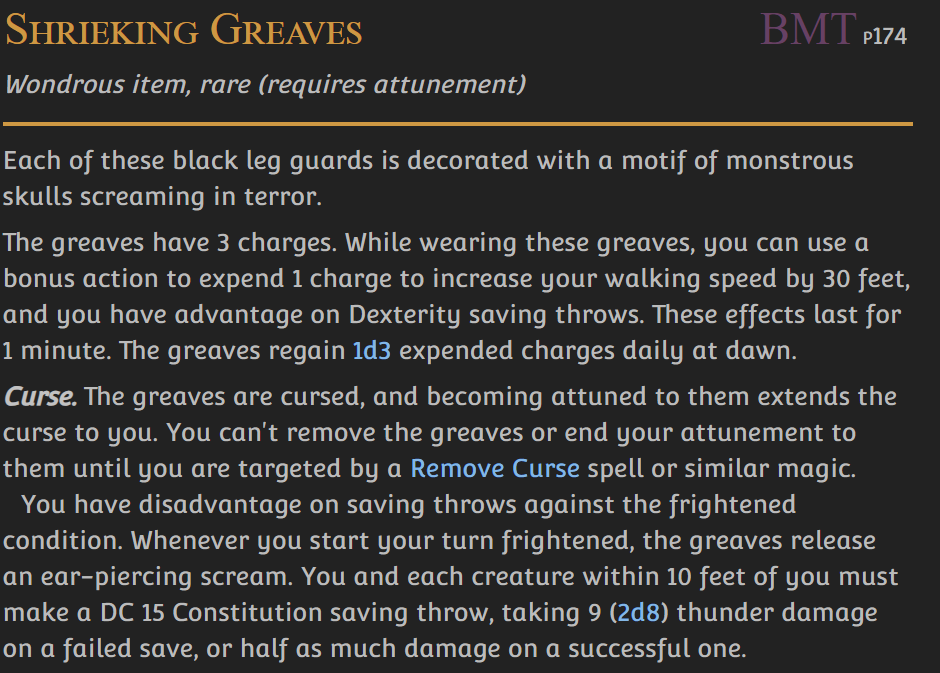 Shrieking Greaves BMT p174
Wondrous item, rare (requires attunement)
Each of these black leg guards is decorated with a motif of monstrous
skulls screaming in terror.
The greaves have 3 charges. While wearing these greaves, you can use a
bonus action to expend 1 charge to increase your walking speed by 30 feet,
and you have advantage on Dexterity saving throws. These effects last for
1 minute. The greaves regain 1d3 expended charges daily at dawn.
Curse. The greaves are cursed, and becoming attuned to them extends the
curse to you. You can't remove the greaves or end your attunement to
them until you are targeted by a Remove Curse spell or similar magic.
You have disadvantage on saving throws against the frightened
condition. Whenever you start your turn frightened, the greaves release
an ear-piercing scream. You and each creature within 10 feet of you must
make a DC 15 Constitution saving throw, taking 9 (2d8) thunder damage
on a failed save, or half as much damage on a successful one.